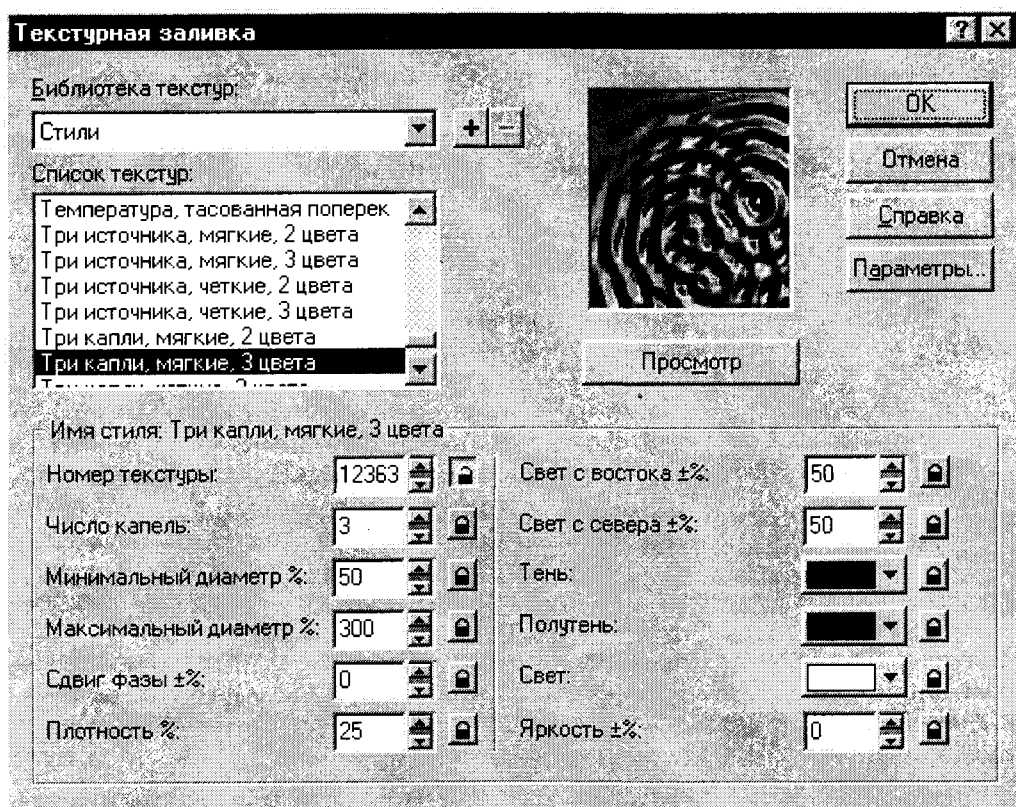 Текстурная заливка
Библиотека текстур:
Стили
Список текстур:
Температура, тасованная поперек
Три источника, мягкие, 2 цвета
Три источника, мягкие, 3 цвета
Три источника, четкие, 2 цвета
Три источника, четкие, 3 цвета
Три капли, мягкие, 2 цвета
Три капли, мягкие, 3 цвета
OK
Отмена
Справка
Параметры...
Просмотр
Имя стиля: Три капли, мягкие, 3 цвета
Номер текстуры: 12363
Число капель: 3
Минимальный диаметр %: 50
Максимальный диаметр %: 300
Сдвиг фазы ±%: 0
Плотность %: 25
Свет с востока ±%: 50
Свет с севера ±%: 50
Тень:
Полутень:
Свет:
Яркость ±%: 0